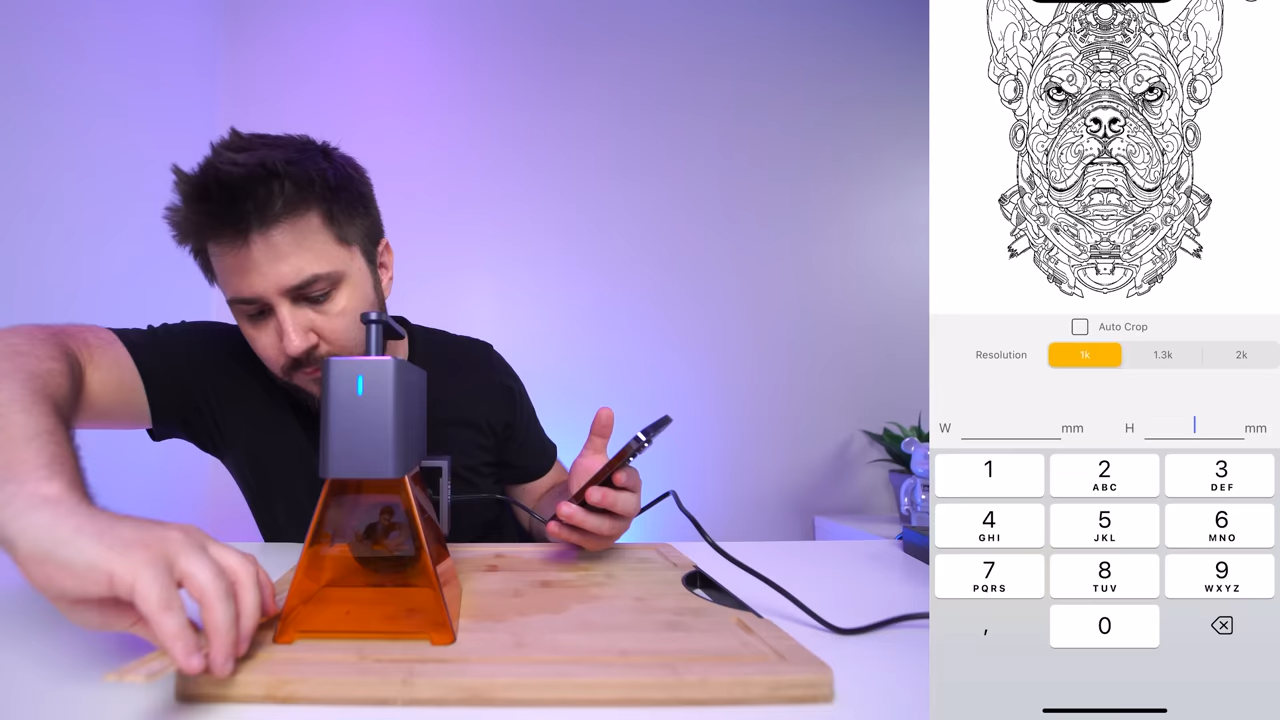 Auto Crop
Resolution 1k 1.3k 2k
W mm H mm
1 2 3
ABC DEF
4 5 6
GHI JKL MNO
7 8 9
PQRS TUV WXYZ
, 0